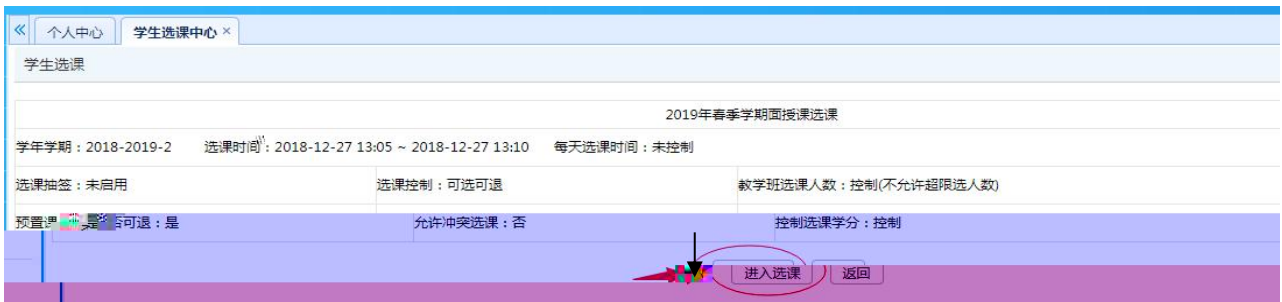 « 个人中心 学生选课中心 ×
学生选课
2019年春季学期面授课选课
学年学期：2018-2019-2 选课时间：2018-12-27 13:05 ~ 2018-12-27 13:10 每天选课时间：未控制
选课抽签：未启用 选课控制：可选可退 教学班选课人数：控制(不允许超限选人数)
预置课 是否可退：是 允许冲突选课：否 控制选课学分：控制
进入选课 返回